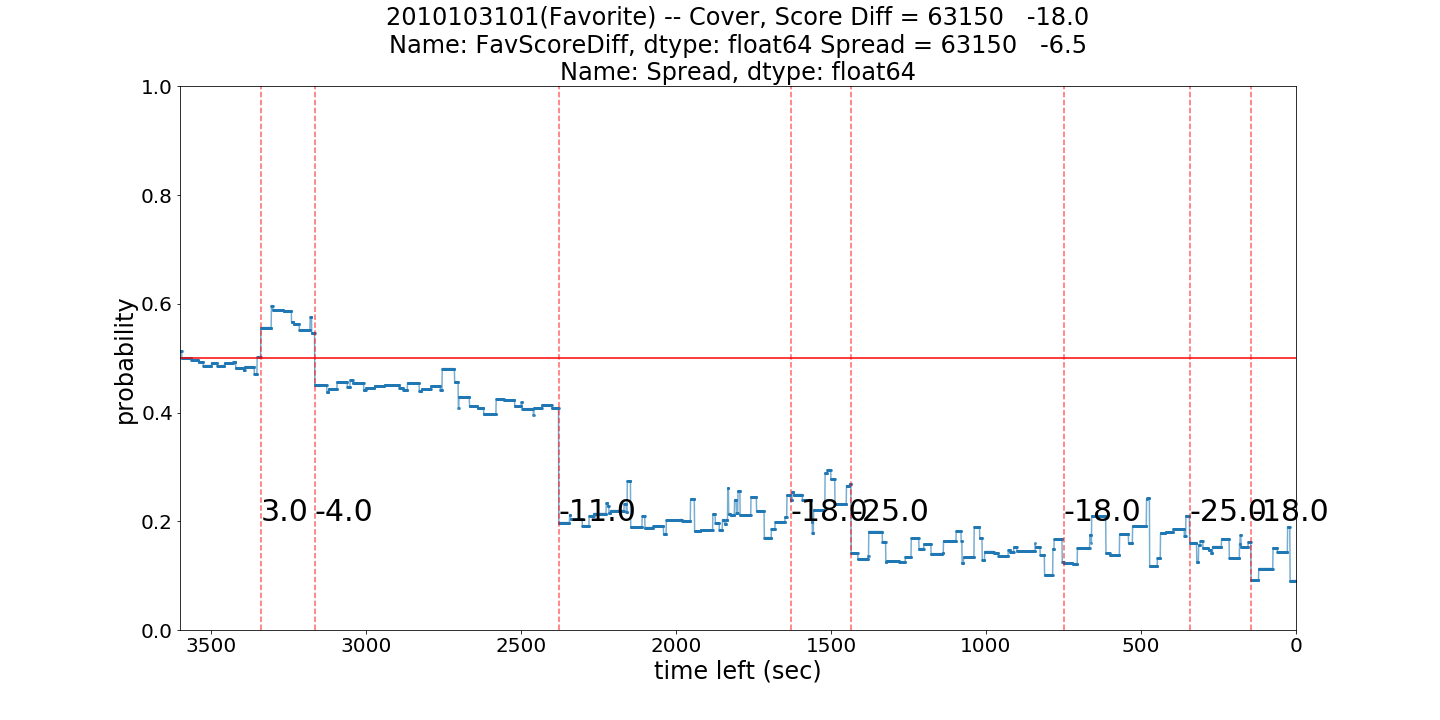 2010103101(Favorite) -- Cover, Score Diff = 63150   -18.0
Name: FavScoreDiff, dtype: float64 Spread = 63150   -6.5
Name: Spread, dtype: float64
1.0
0.8
0.6
0.4
0.2
0.0
probability
3.0 -4.0 -11.0 -18.0 -25.0 -18.0 -25.0 -18.0
3500 3000 2500 2000 1500 1000 500 0
time left (sec)